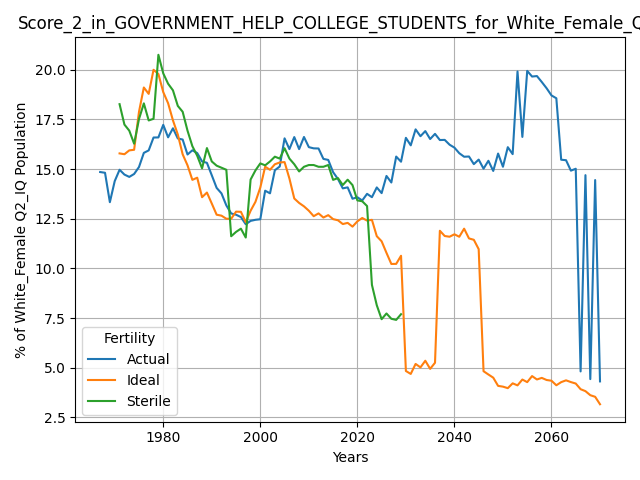 Score_2_in_GOVERNMENT_HELP_COLLEGE_STUDENTS_for_White_Female_Q
% of White_Female Q2_IQ Population
20.0
17.5
15.0
12.5
10.0
7.5
5.0
2.5
Fertility
Actual
Ideal
Sterile
1980 2000 2020 2040 2060
Years